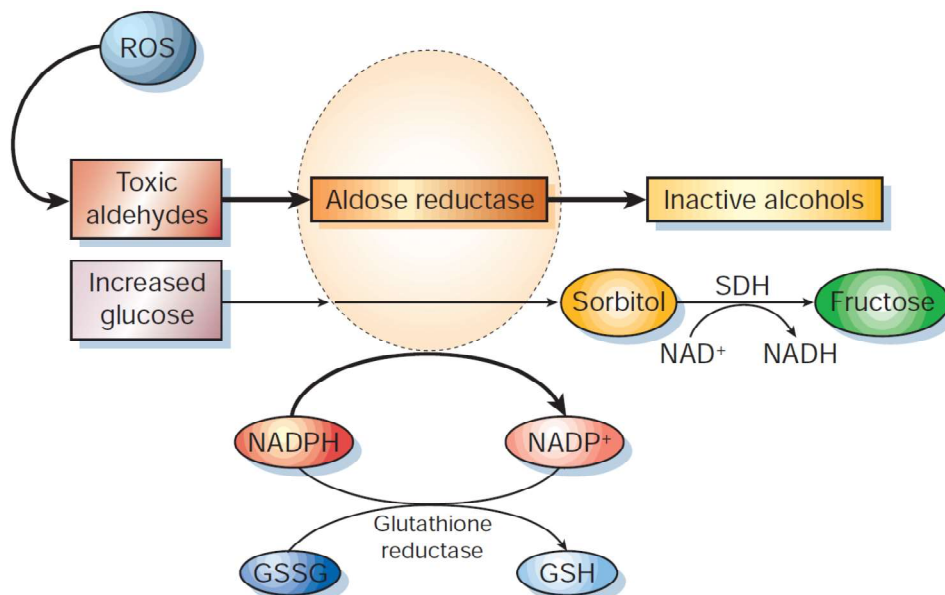 ROS
Toxic
aldehydes
Aldose reductase
Inactive alcohols
Increased
glucose
Sorbitol
SDH
Fructose
NAD⁺
NADH
NADPH
NADP⁺
Glutathione
reductase
GSSG
GSH